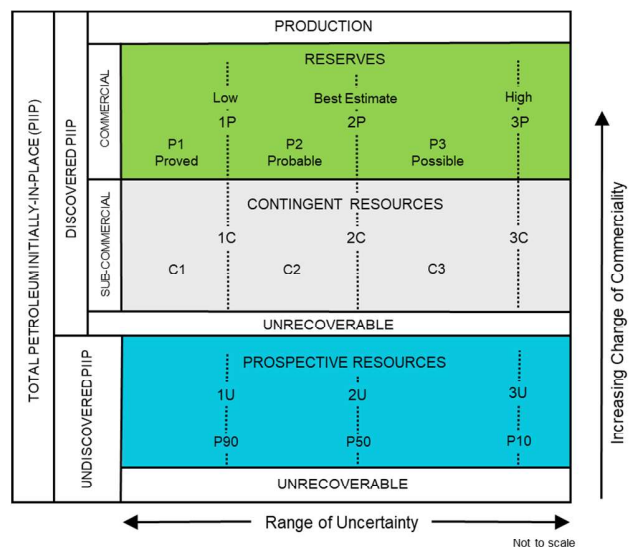 PRODUCTION
RESERVES
Low Best Estimate High
1P 2P 3P
P1 P2 P3
Proved Probable Possible
CONTINGENT RESOURCES
1C 2C 3C
C1 C2 C3
UNRECOVERABLE
PROSPECTIVE RESOURCES
1U 2U 3U
P90 P50 P10
UNRECOVERABLE
TOTAL PETROLEUM INITIALLY-IN-PLACE (PIIP)
DISCOVERED PIIP
UNDISCOVERED PIIP
COMMERCIAL
SUB-COMMERCIAL
Increasing Change of Commerciality
Range of Uncertainty
Not to scale